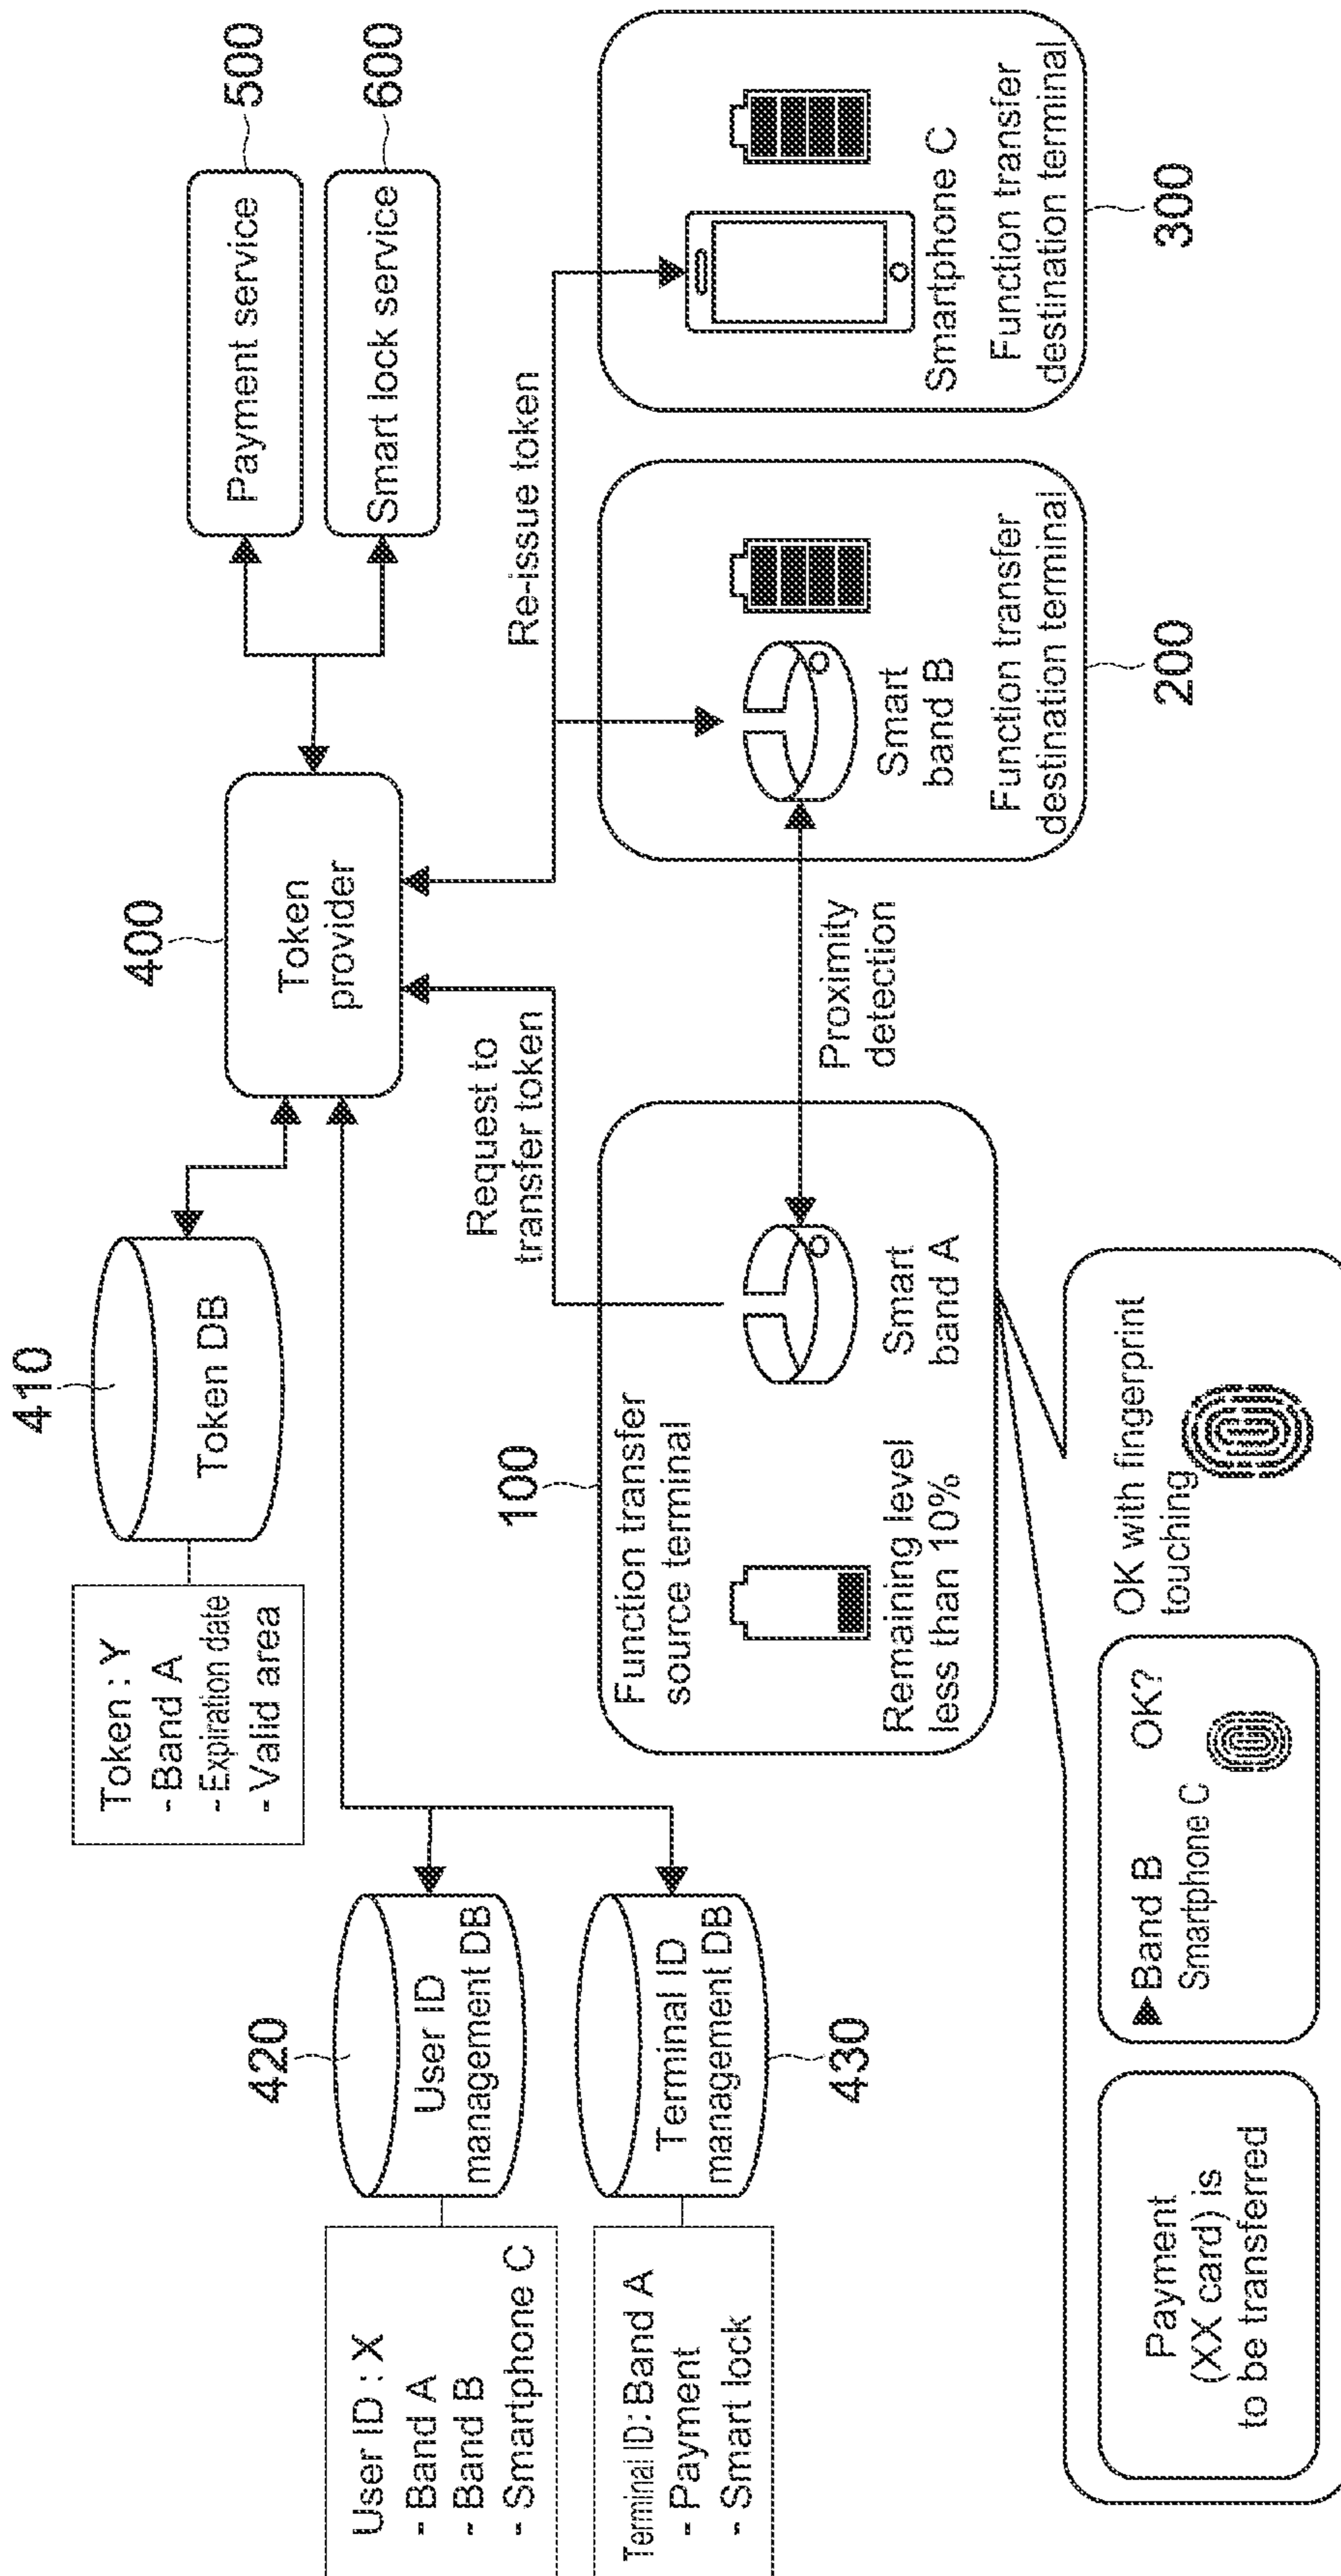 410
Token : Y
- Band A
- Expiration date
- Valid area
Token DB
400
Token
provider
Payment service
500
Smart lock service
600
420
User ID : X
- Band A
- Band B
- Smartphone C
User ID
management DB
Terminal ID: Band A
- Payment
- Smart lock
Terminal ID
management DB
430
Request to
transfer token
Re-issue token
100
Function transfer
source terminal
Remaining level
less than 10%
Smart
band A
Proximity
detection
Smart
band B
Function transfer
destination terminal
200
Smartphone C
Function transfer
destination terminal
300
Payment
(XX card) is
to be transferred
▶Band B OK?
Smartphone C
OK with fingerprint
touching